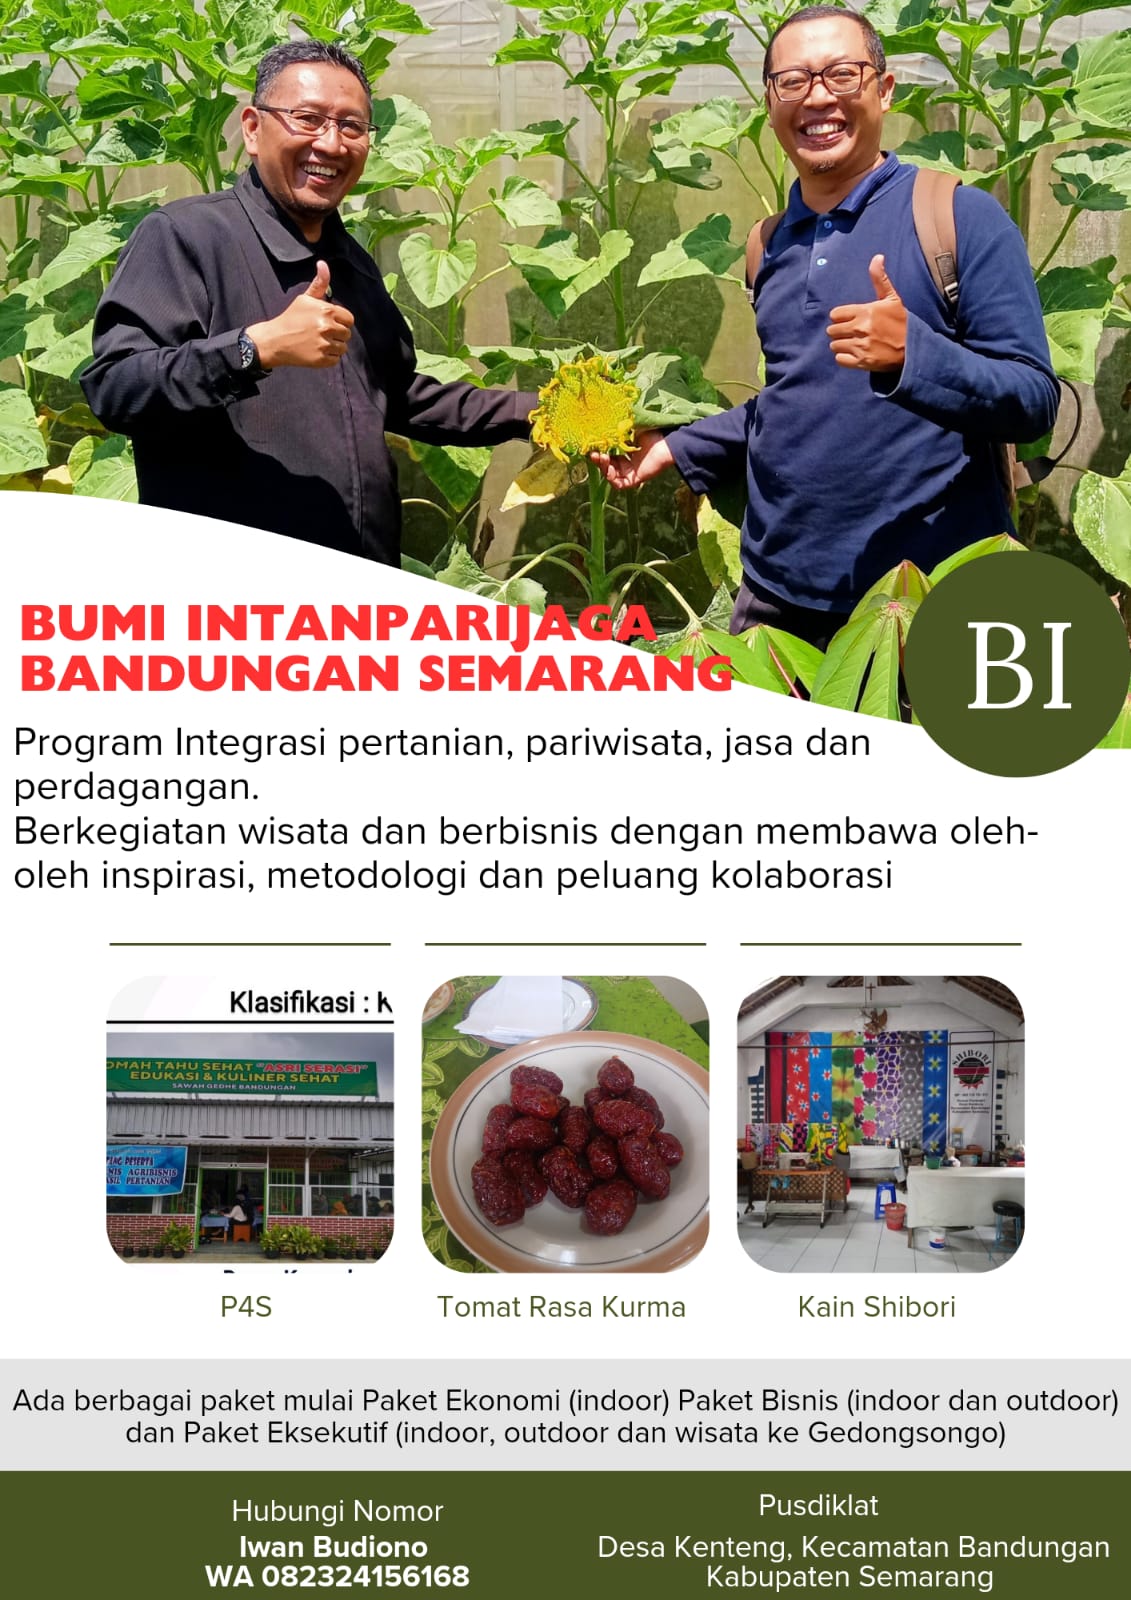 BUMI INTANPARIJAGA
BANDUNGAN SEMARANG
BI
Program Integrasi pertanian, pariwisata, jasa dan
perdagangan.
Berkegiatan wisata dan berbisnis dengan membawa oleh-
oleh inspirasi, metodologi dan peluang kolaborasi
Klasifikasi : K
OMAH TAHU SEHAT "ASRI SERASI"
EDUKASI & KULINER SEHAT
SAWAH GEDHE BANDUNGAN
PESERTA
NIS AGRIBISNIS
SIL PERTANIAN
SHIBORI
P4S
Tomat Rasa Kurma
Kain Shibori
Ada berbagai paket mulai Paket Ekonomi (indoor) Paket Bisnis (indoor dan outdoor)
dan Paket Eksekutif (indoor, outdoor dan wisata ke Gedongsongo)
Hubungi Nomor
Iwan Budiono
WA 082324156168
Pusdiklat
Desa Kenteng, Kecamatan Bandungan
Kabupaten Semarang